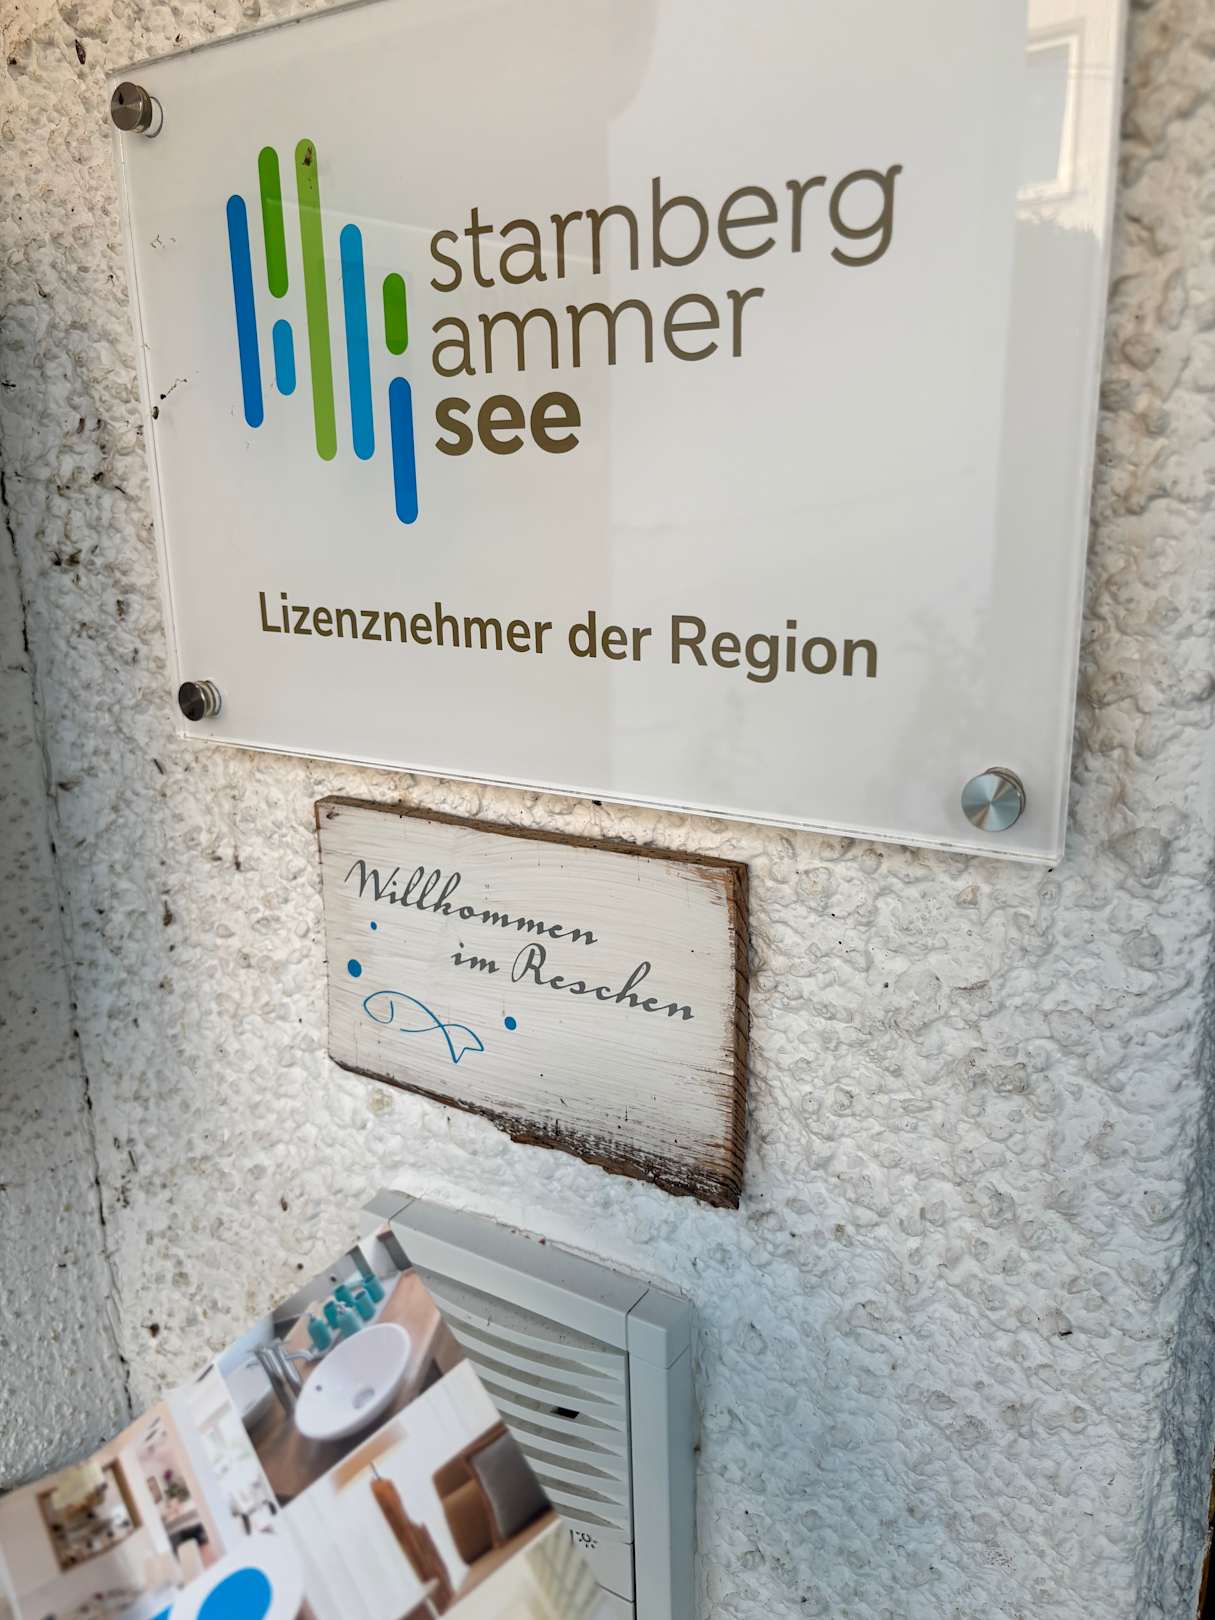 starnberg
ammer
see
Lizenznehmer der Region
Willkommen
im Reschen